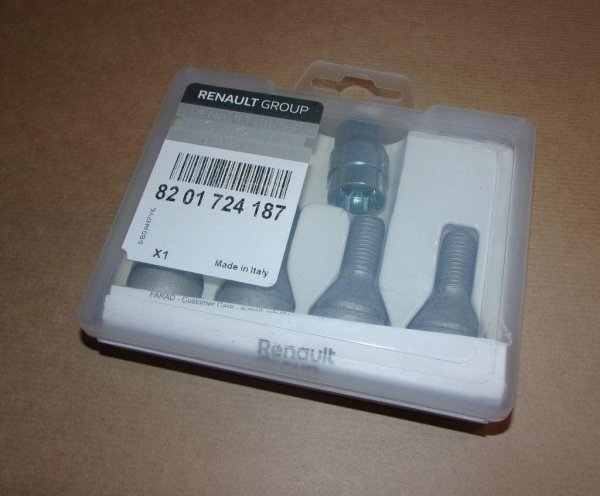 RENAULT GROUP
82 01 724 187
X1
Made in Italy
FARAD - Customer Care -
Renault